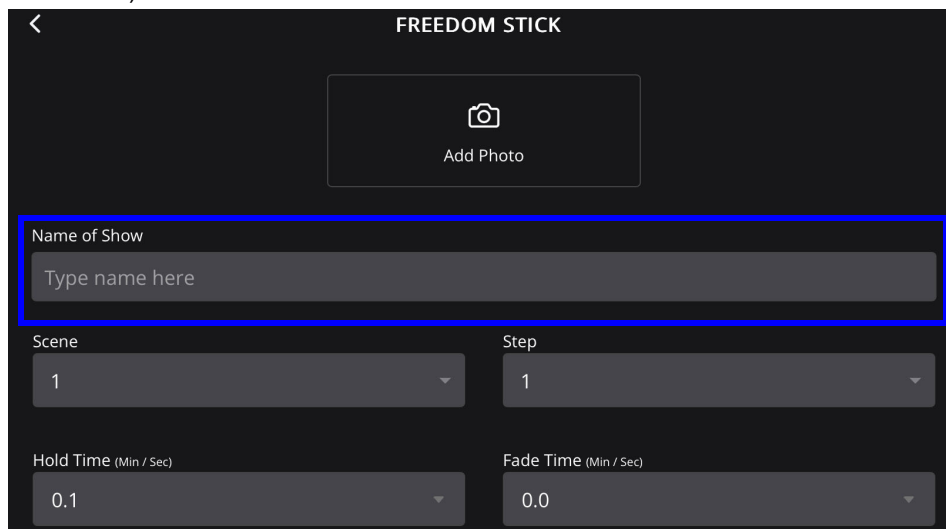 FREEDOM STICK
Add Photo
Name of Show
Type name here
Scene
Step
1
1
Hold Time (Min / Sec)
Fade Time (Min / Sec)
0.1
0.0